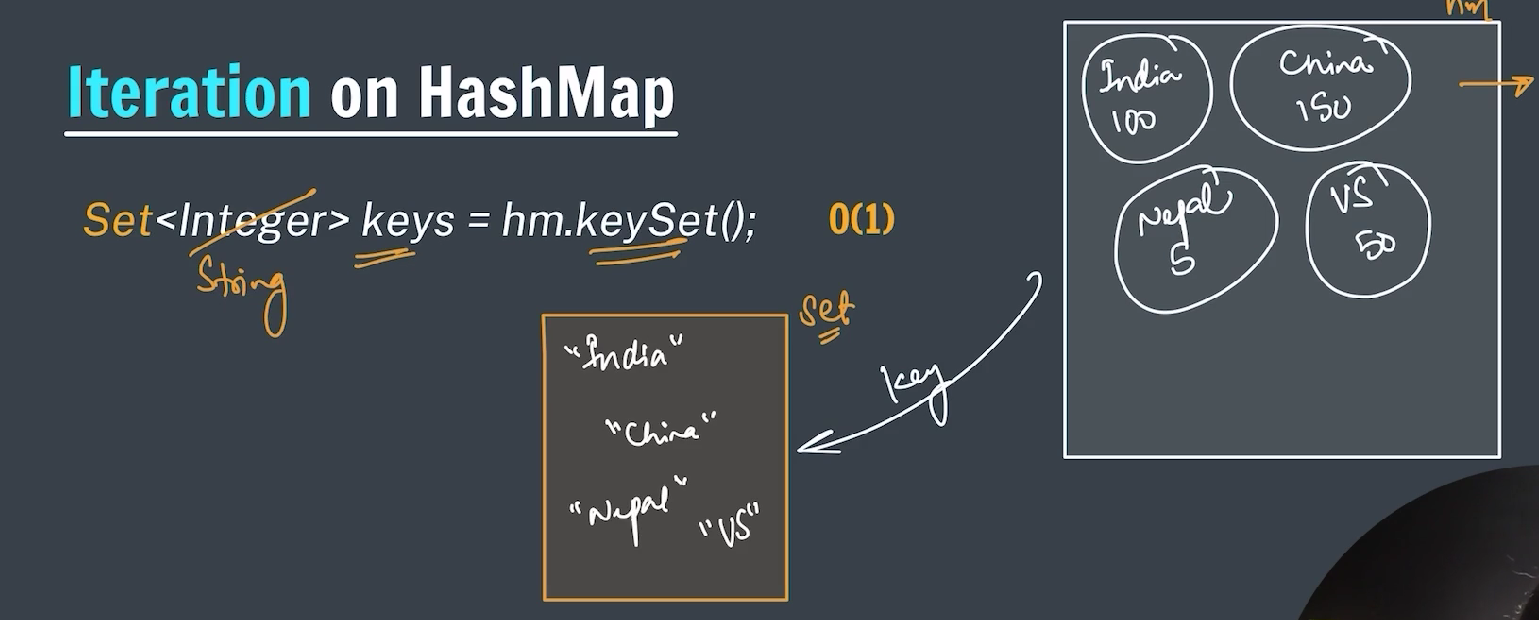 hm
Iteration on HashMap
India
100
China
150
Nepal
5
US
50
Set<Integer> keys = hm.keySet(); O(1)
String
set
key
"India"
"China"
"Nepal"
"US"